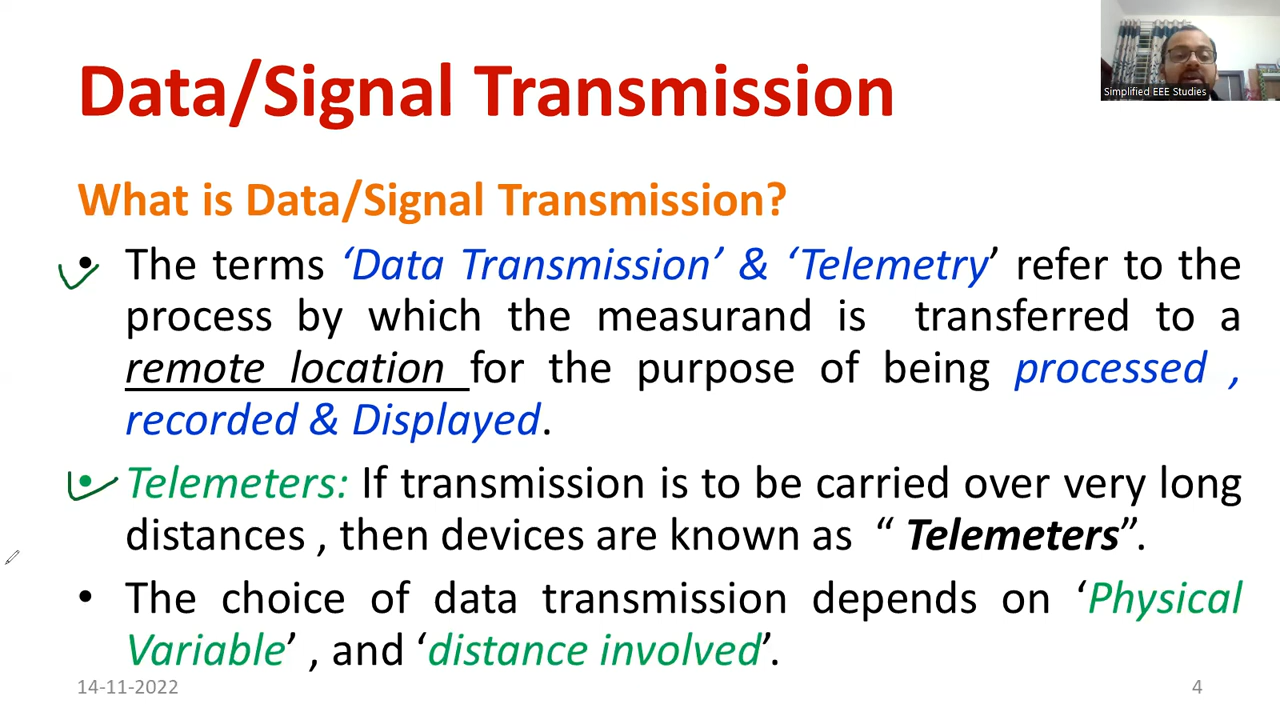 Data/Signal Transmission
Simplified EEE Studies
What is Data/Signal Transmission?
• The terms ‘Data Transmission’ & ‘Telemetry’ refer to the
process by which the measurand is transferred to a
remote location for the purpose of being processed ,
recorded & Displayed.
• Telemeters: If transmission is to be carried over very long
distances , then devices are known as “ Telemeters”.
• The choice of data transmission depends on ‘Physical
Variable’ , and ‘distance involved’.
14-11-2022
4